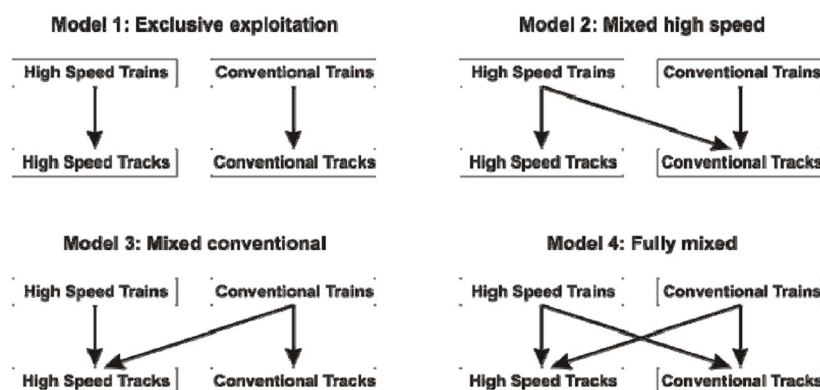 Model 1: Exclusive exploitation
High Speed Trains
Conventional Trains
High Speed Tracks
Conventional Tracks
Model 2: Mixed high speed
High Speed Trains
Conventional Trains
High Speed Tracks
Conventional Tracks
Model 3: Mixed conventional
High Speed Trains
Conventional Trains
High Speed Tracks
Conventional Tracks
Model 4: Fully mixed
High Speed Trains
Conventional Trains
High Speed Tracks
Conventional Tracks